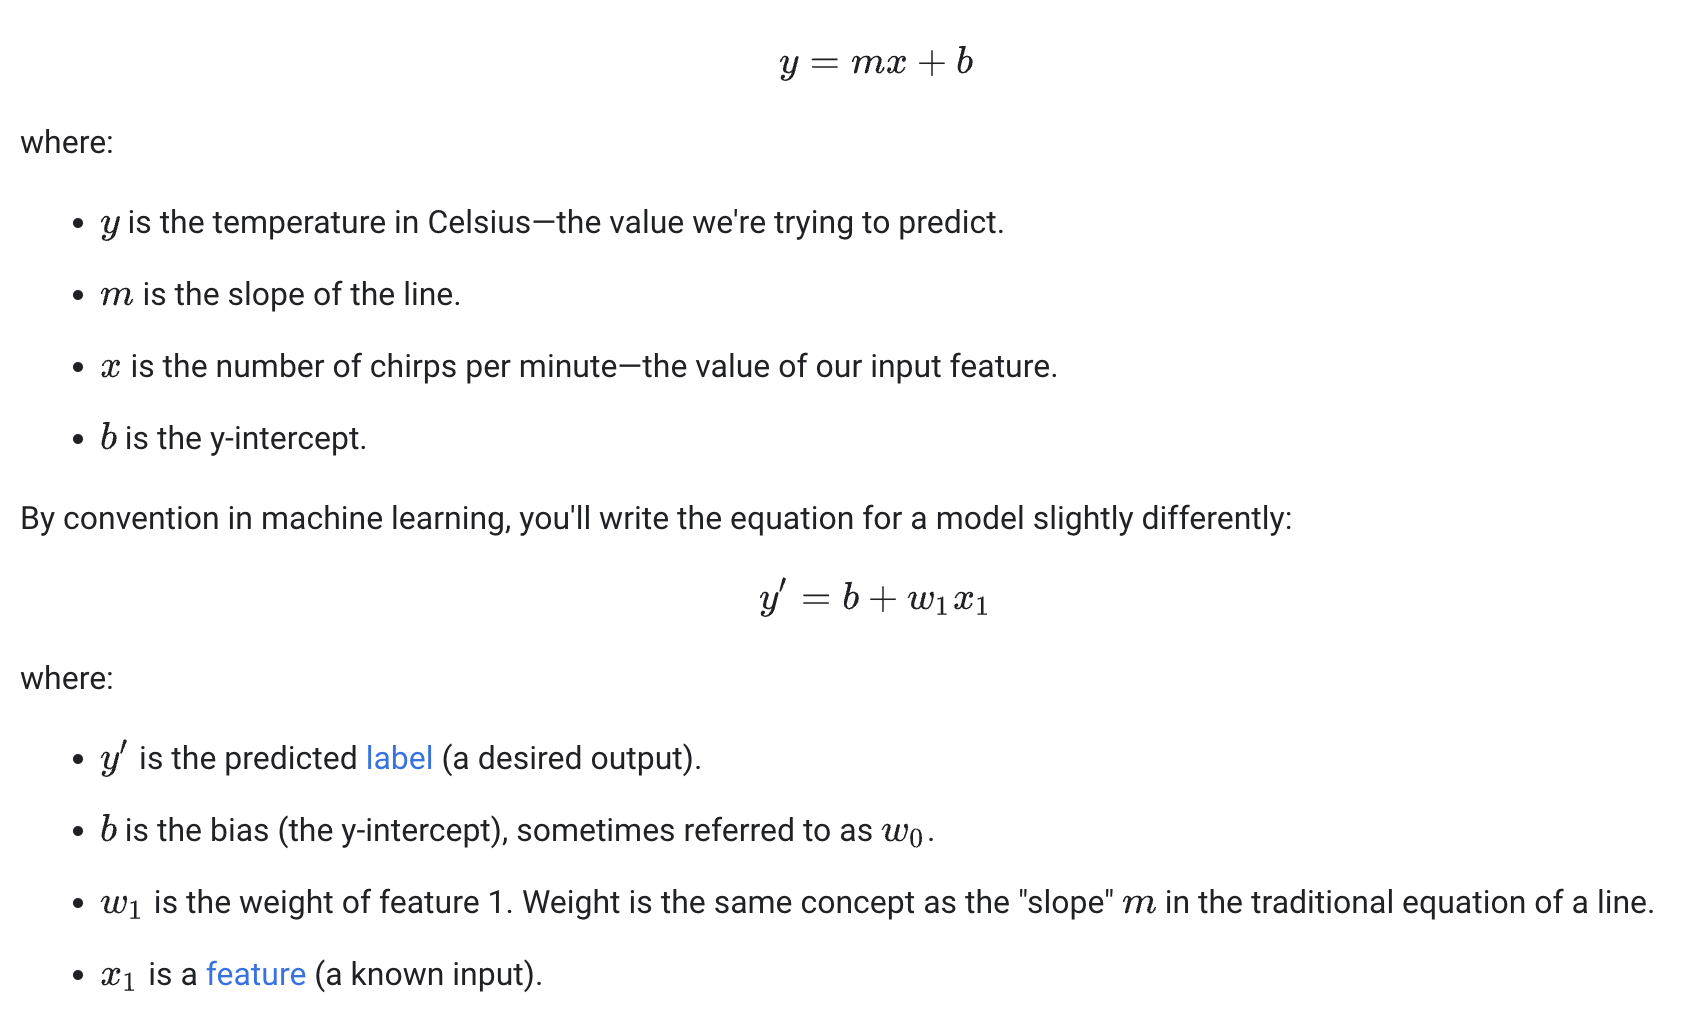 y = mx + b
where:
• y is the temperature in Celsius—the value we're trying to predict.
• m is the slope of the line.
• x is the number of chirps per minute—the value of our input feature.
• b is the y-intercept.
By convention in machine learning, you'll write the equation for a model slightly differently:
y′ = b + w₁x₁
where:
• y′ is the predicted label (a desired output).
• b is the bias (the y-intercept), sometimes referred to as w₀.
• w₁ is the weight of feature 1. Weight is the same concept as the "slope" m in the traditional equation of a line.
• x₁ is a feature (a known input).